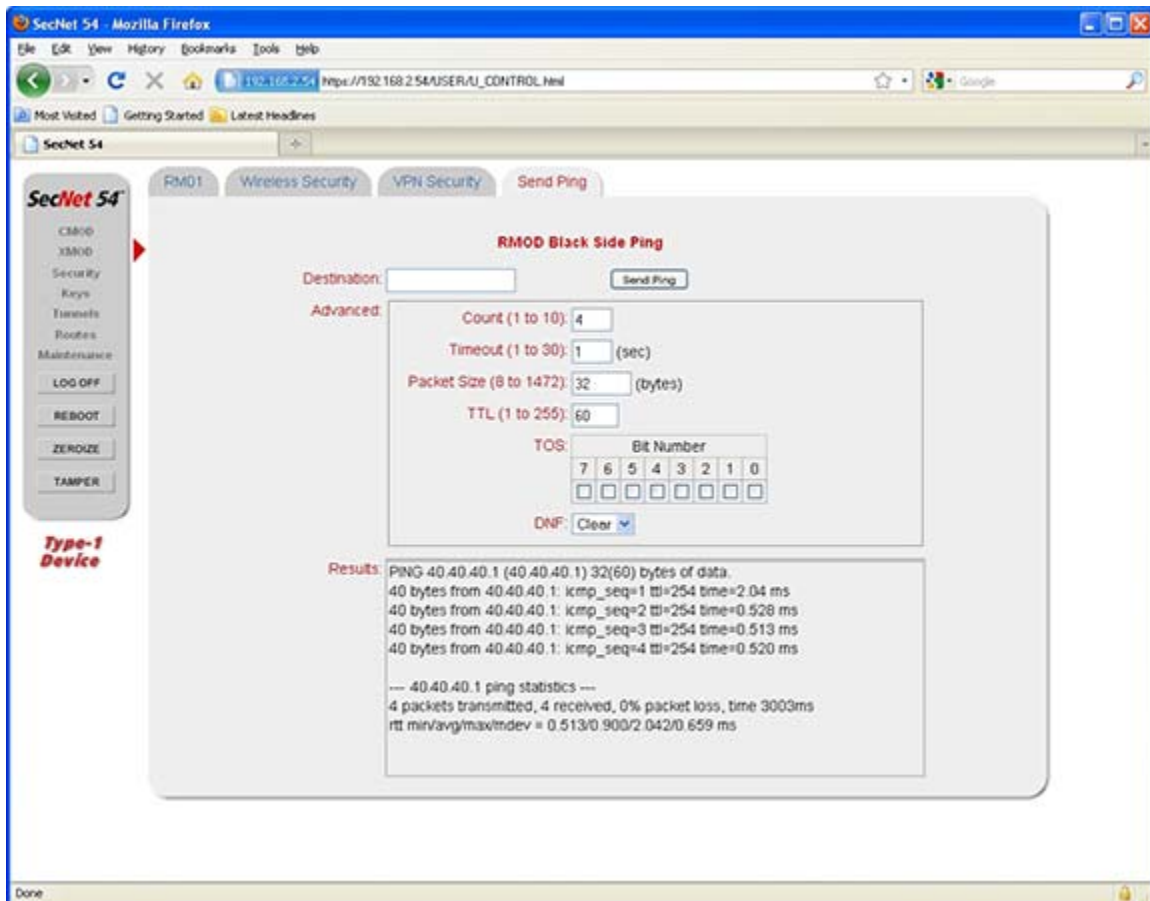 SecNet 54 - Mozilla Firefox
File Edit View History Bookmarks Tools Help
192.168.2.54 https://192.168.2.54/USER/U_CONTROL.html
Google
Most Visited Getting Started Latest Headlines
SecNet 54
RM01 Wireless Security VPN Security Send Ping
SecNet 54™
CMOD
XMOD
Security
Keys
Tunnels
Routes
Maintenance
LOG OFF
REBOOT
ZEROIZE
TAMPER
Type-1
Device
RMOD Black Side Ping
Destination: Send Ping
Advanced:
Count (1 to 10): 4
Timeout (1 to 30): 1 (sec)
Packet Size (8 to 1472): 32 (bytes)
TTL (1 to 255): 60
TOS: Bit Number
7 6 5 4 3 2 1 0
DNF: Clear
Results:
PING 40.40.40.1 (40.40.40.1) 32(60) bytes of data.
40 bytes from 40.40.40.1: icmp_seq=1 ttl=254 time=2.04 ms
40 bytes from 40.40.40.1: icmp_seq=2 ttl=254 time=0.528 ms
40 bytes from 40.40.40.1: icmp_seq=3 ttl=254 time=0.513 ms
40 bytes from 40.40.40.1: icmp_seq=4 ttl=254 time=0.520 ms
--- 40.40.40.1 ping statistics ---
4 packets transmitted, 4 received, 0% packet loss, time 3003ms
rtt min/avg/max/mdev = 0.513/0.900/2.042/0.659 ms
Done